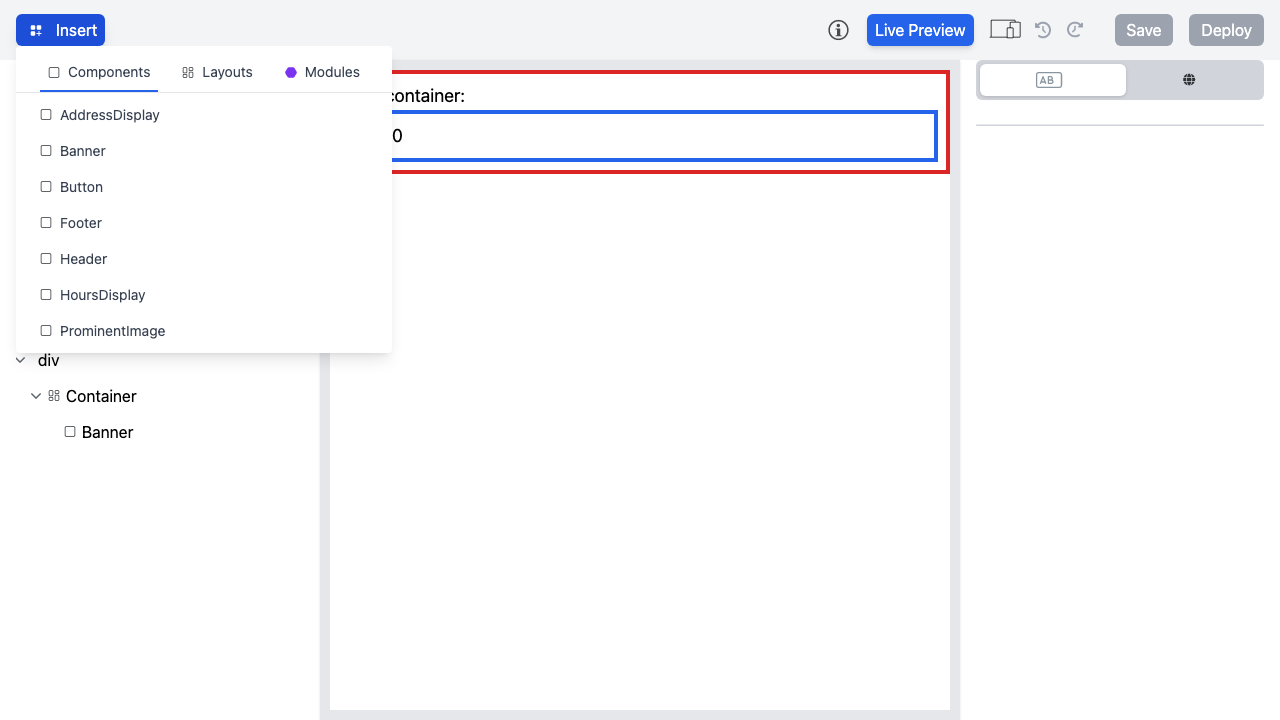 Insert
Live Preview
Save
Deploy
Components
Layouts
Modules
AddressDisplay
Banner
Button
Footer
Header
HoursDisplay
ProminentImage
container:
0
AB
div
Container
Banner